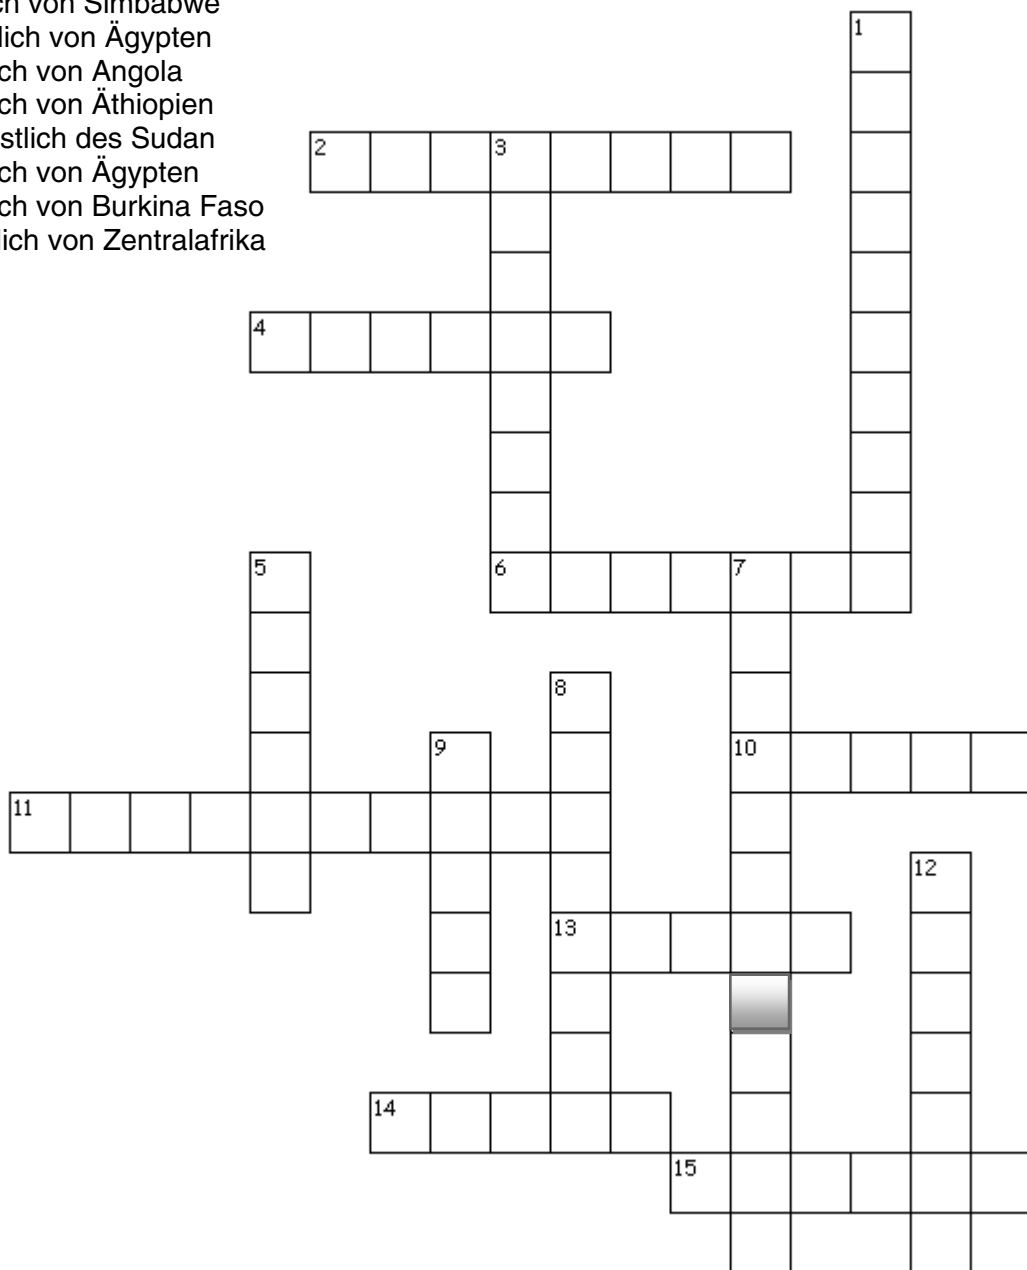 ch von Simbabwe
lich von Ägypten
ch von Angola
ch von Äthiopien
stlich des Sudan
ch von Ägypten
ch von Burkina Faso
lich von Zentralafrika
1
2 3
4
5 6 7
8
9 10
11
12
13
14
15